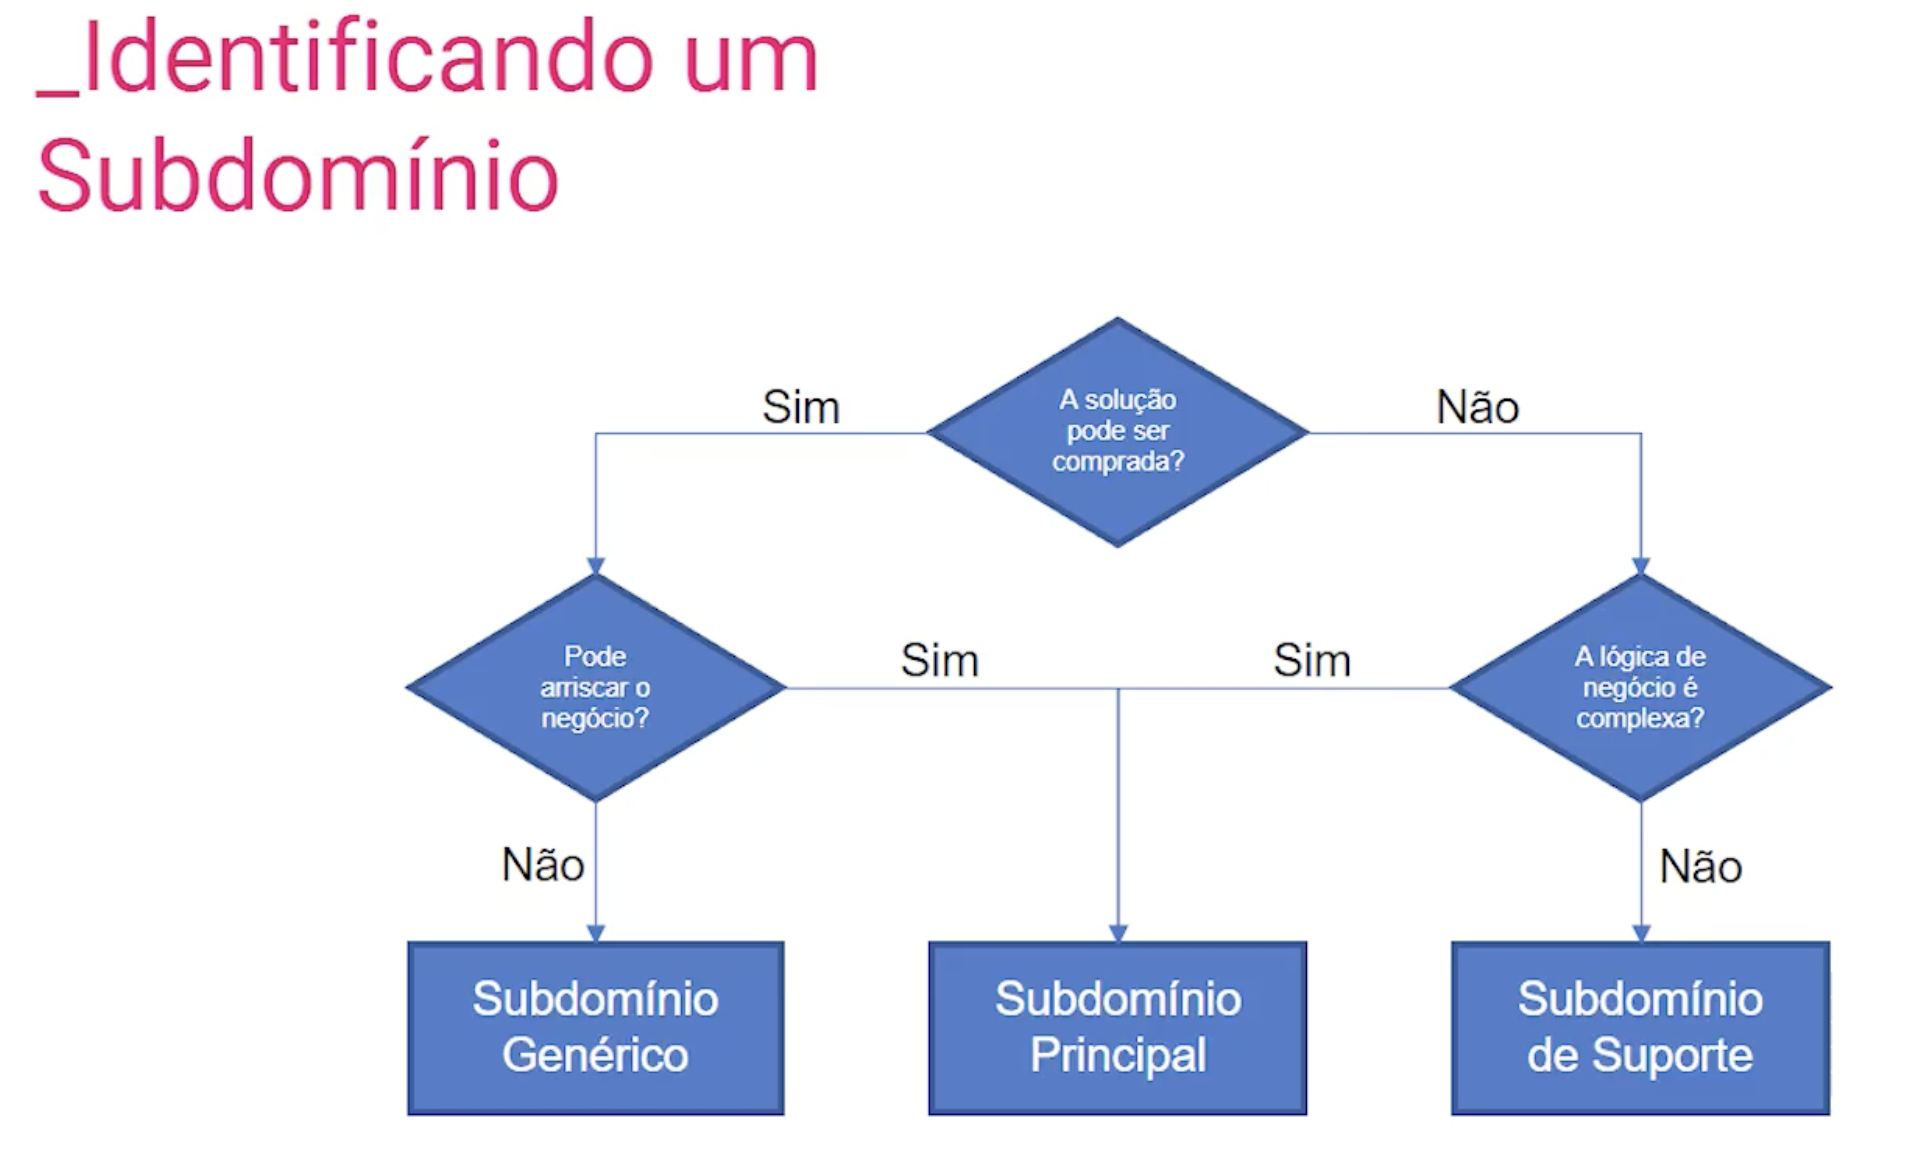 _Identificando um
Subdomínio
A solução
pode ser
comprada?
Sim
Não
Pode
arriscar o
negócio?
Sim
Sim
A lógica de
negócio é
complexa?
Não
Não
Subdomínio
Genérico
Subdomínio
Principal
Subdomínio
de Suporte